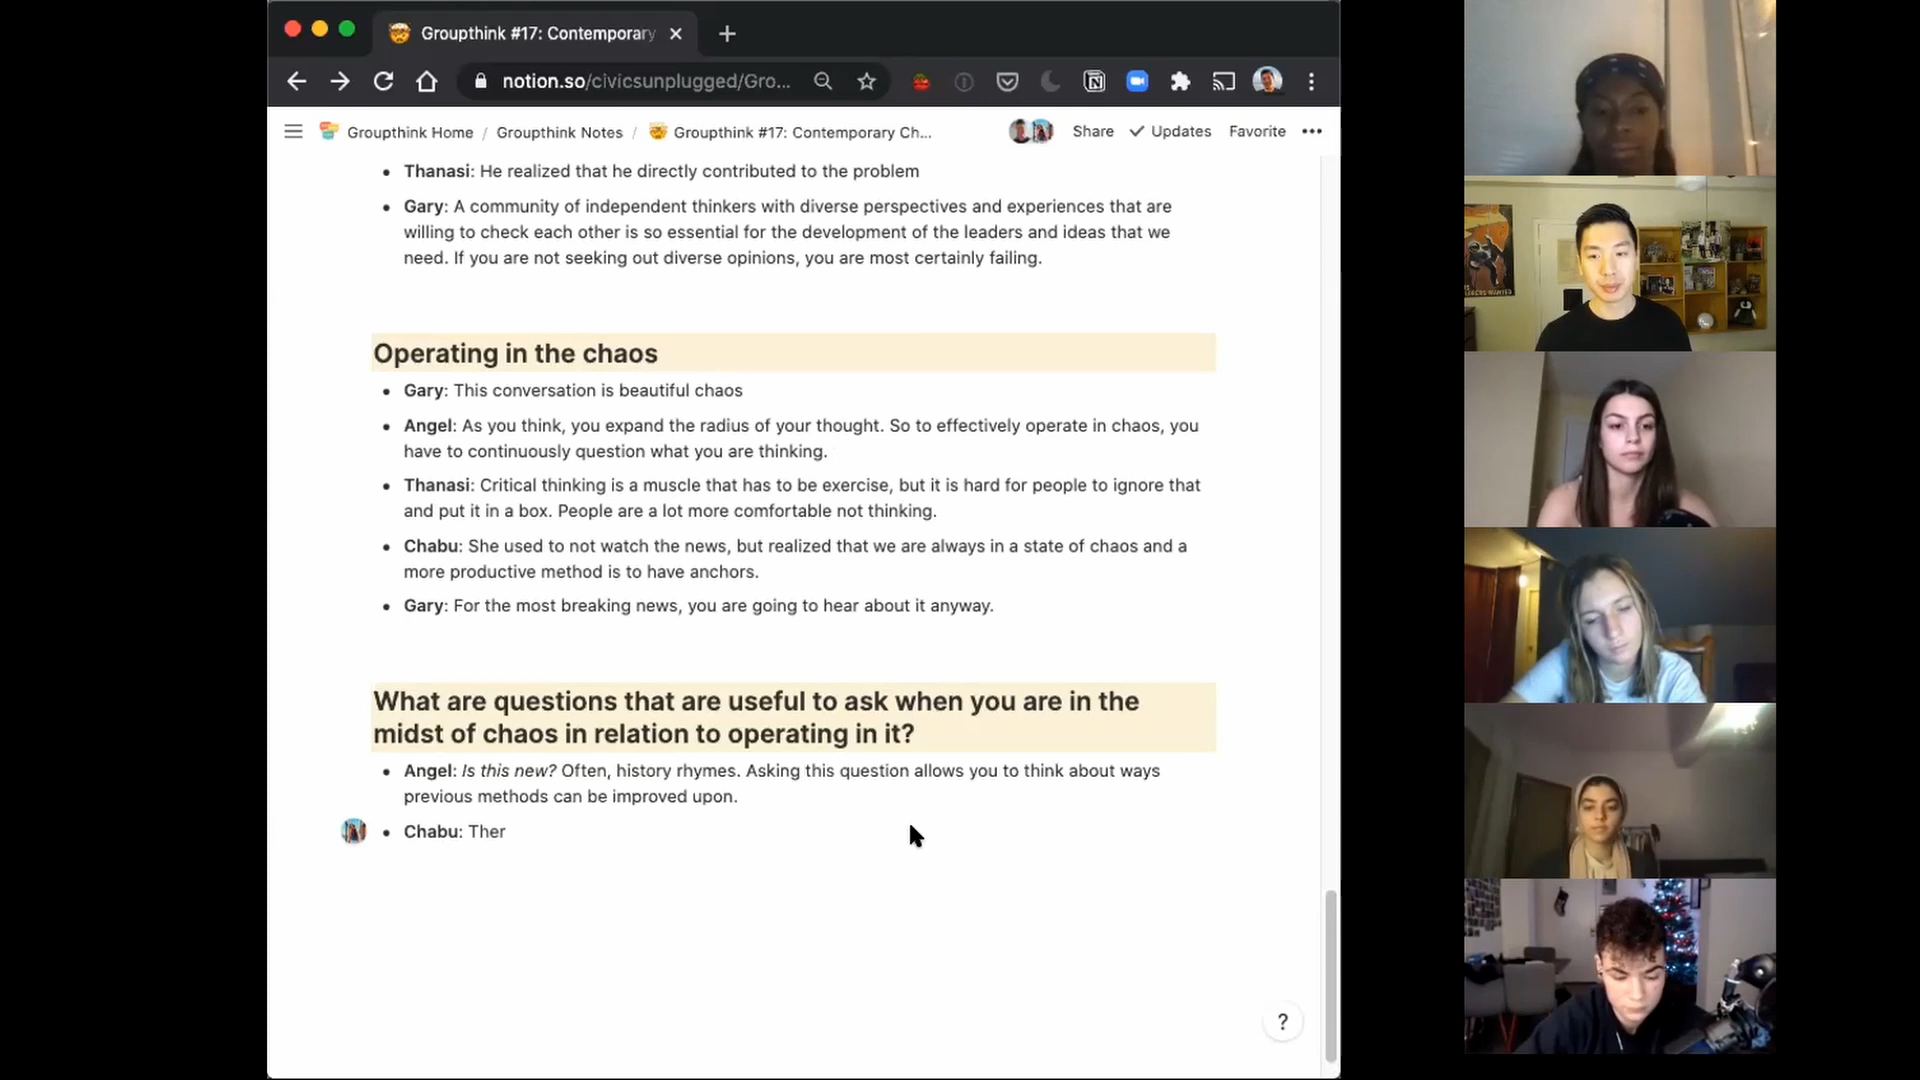 Groupthink #17: Contemporary
notion.so/civicsunplugged/Gro...
Groupthink Home / Groupthink Notes / Groupthink #17: Contemporary Ch...
Share Updates Favorite
Thanasi: He realized that he directly contributed to the problem
Gary: A community of independent thinkers with diverse perspectives and experiences that are
willing to check each other is so essential for the development of the leaders and ideas that we
need. If you are not seeking out diverse opinions, you are most certainly failing.
Operating in the chaos
Gary: This conversation is beautiful chaos
Angel: As you think, you expand the radius of your thought. So to effectively operate in chaos, you
have to continuously question what you are thinking.
Thanasi: Critical thinking is a muscle that has to be exercise, but it is hard for people to ignore that
and put it in a box. People are a lot more comfortable not thinking.
Chabu: She used to not watch the news, but realized that we are always in a state of chaos and a
more productive method is to have anchors.
Gary: For the most breaking news, you are going to hear about it anyway.
What are questions that are useful to ask when you are in the
midst of chaos in relation to operating in it?
Angel: Is this new? Often, history rhymes. Asking this question allows you to think about ways
previous methods can be improved upon.
Chabu: Ther
?
WANTED